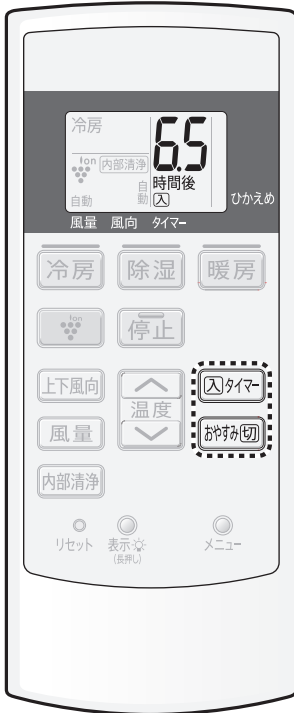 冷房
6.5
ion 内部清浄
時間後
自動
自動
入
ひかえめ
風量 風向 タイマー
冷房 除湿 暖房
ion
停止
上下風向
温度
入タイマー
風量
おやすみ切
内部清浄
リセット 表示 メニュー
(長押し)